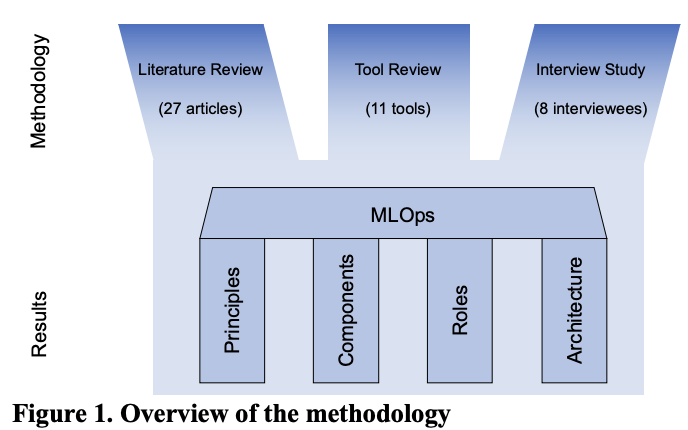 Methodology
Literature Review
(27 articles)
Tool Review
(11 tools)
Interview Study
(8 interviewees)
Results
MLOps
Principles
Components
Roles
Architecture
Figure 1. Overview of the methodology